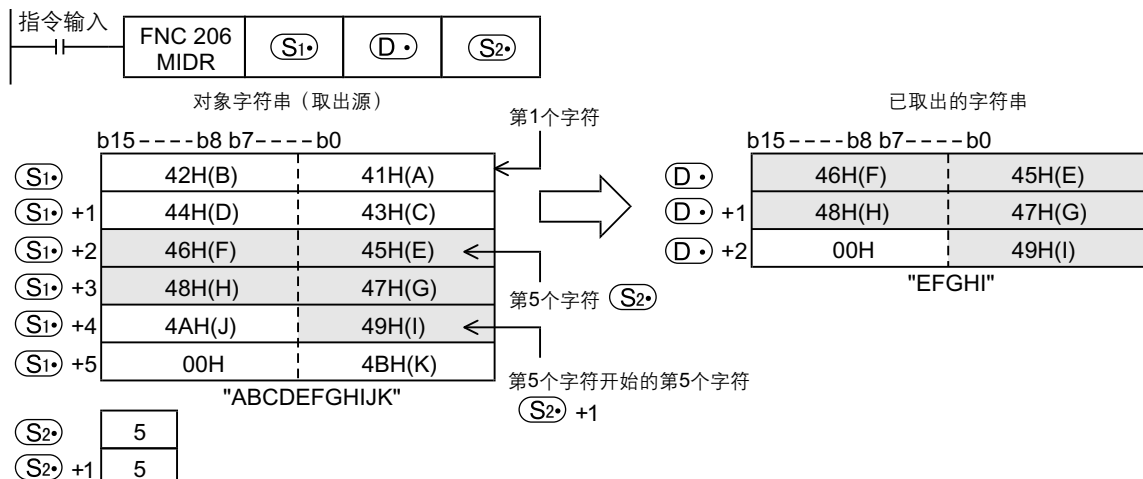 指令输入
FNC 206 MIDR S1• D • S2•
对象字符串（取出源）
b15----b8 b7----b0
第1个字符
S1• 42H(B) 41H(A)
S1• +1 44H(D) 43H(C)
S1• +2 46H(F) 45H(E)
S1• +3 48H(H) 47H(G)
S1• +4 4AH(J) 49H(I)
S1• +5 00H 4BH(K)
"ABCDEFGHIJK"
第5个字符 S2•
第5个字符开始的第5个字符
S2• +1
已取出的字符串
b15----b8 b7----b0
D • 46H(F) 45H(E)
D • +1 48H(H) 47H(G)
D • +2 00H 49H(I)
"EFGHI"
S2• 5
S2• +1 5